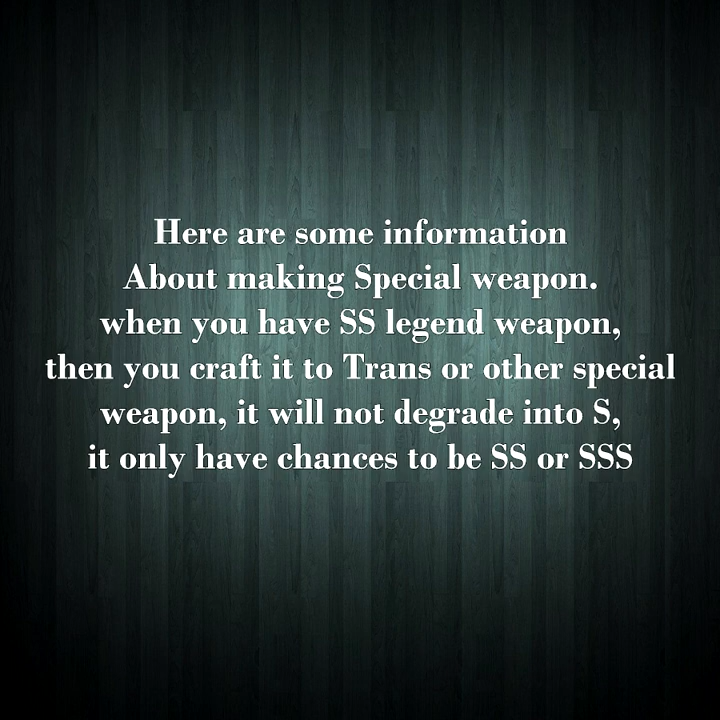 Here are some information
About making Special weapon.
when you have SS legend weapon,
then you craft it to Trans or other special
weapon, it will not degrade into S,
it only have chances to be SS or SSS